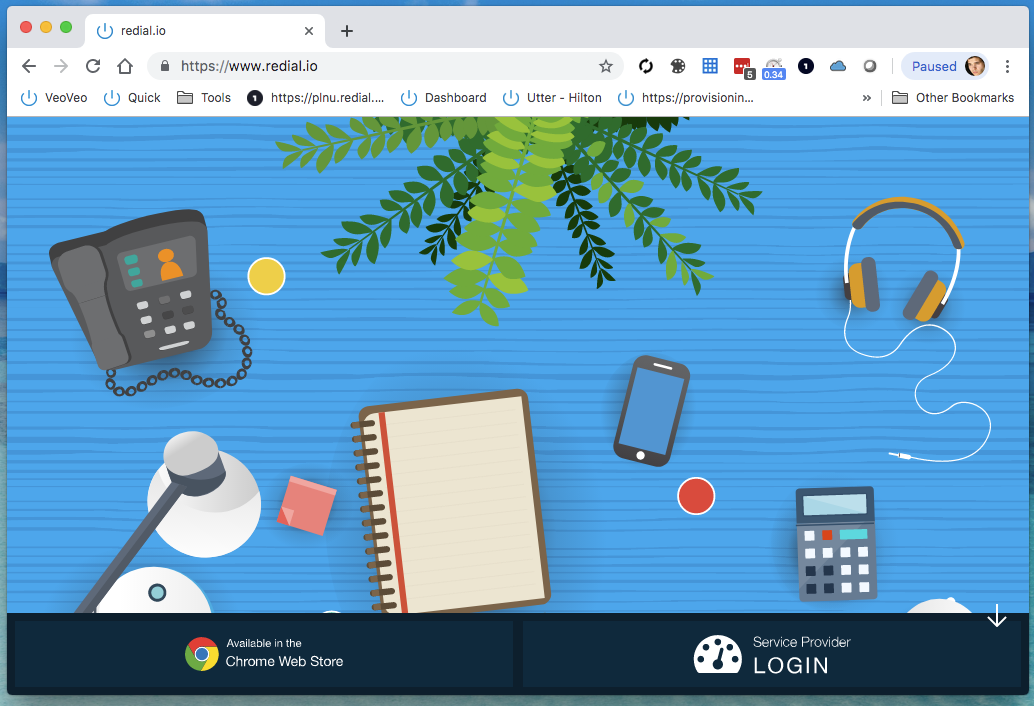 redial.io
https://www.redial.io
5
0.34
1
Paused
VeoVeo
Quick
Tools
1
https://plnu.redial....
Dashboard
Utter - Hilton
https://provisionin...
»
Other Bookmarks
Available in the
Chrome Web Store
Service Provider
LOGIN